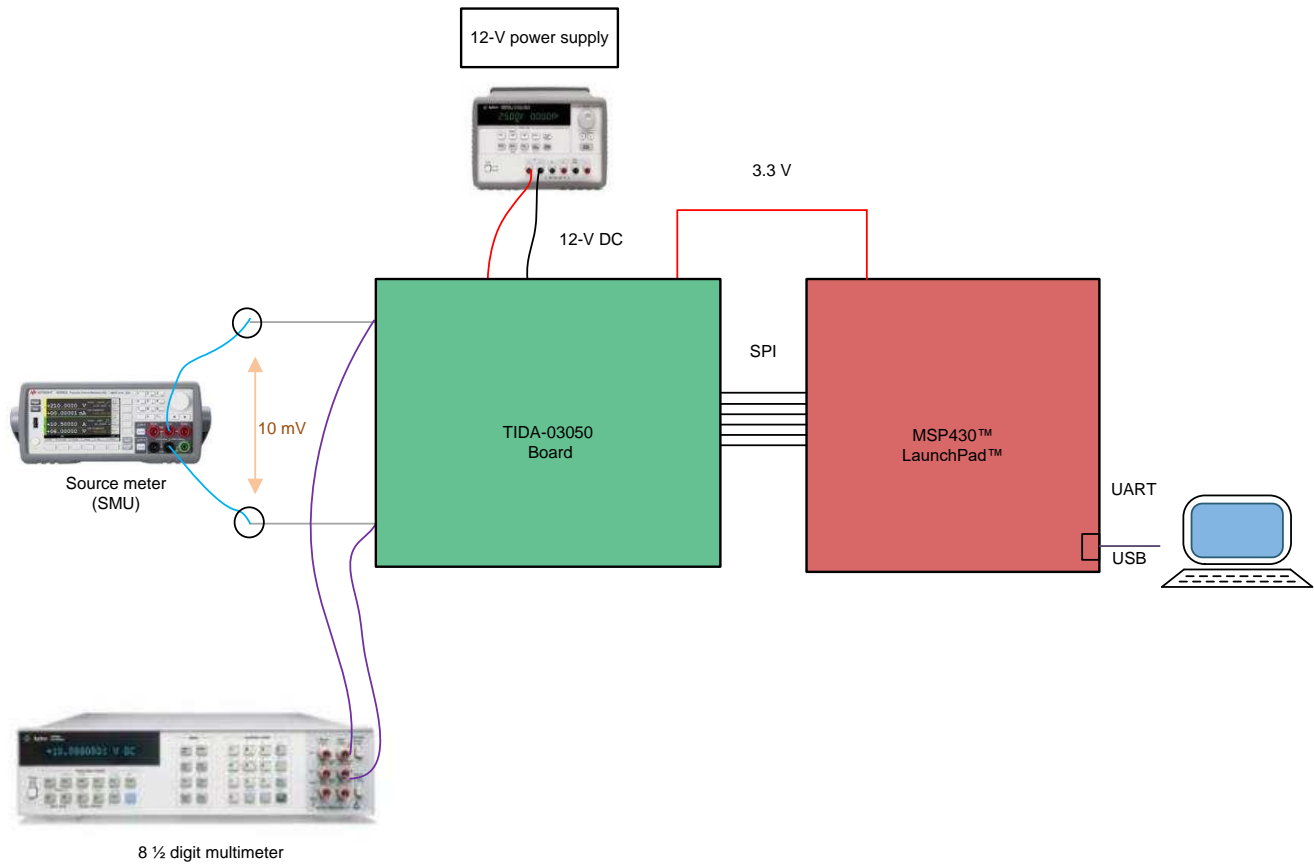 12-V power supply
3.3 V
12-V DC
SPI
10 mV
TIDA-03050
Board
MSP430™
LaunchPad™
Source meter
(SMU)
UART
USB
8 ½ digit multimeter